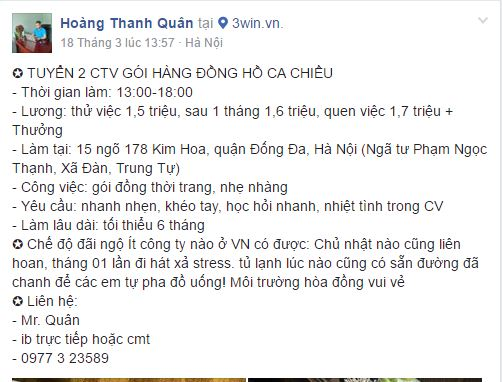 Hoàng Thanh Quân tại 3win.vn.
18 Tháng 3 lúc 13:57 · Hà Nội
✪ TUYỂN 2 CTV GÓI HÀNG ĐỒNG HỒ CA CHIỀU
- Thời gian làm: 13:00-18:00
- Lương: thử việc 1,5 triệu, sau 1 tháng 1,6 triệu, quen việc 1,7 triệu +
Thưởng
- Làm tại: 15 ngõ 178 Kim Hoa, quận Đống Đa, Hà Nội (Ngã tư Phạm Ngọc
Thạnh, Xã Đàn, Trung Tự)
- Công việc: gói đồng thời trang, nhẹ nhàng
- Yêu cầu: nhanh nhẹn, khéo tay, học hỏi nhanh, nhiệt tình trong CV
- Làm lâu dài: tối thiểu 6 tháng
✪ Chế độ đãi ngộ Ít công ty nào ở VN có được: Chủ nhật nào cũng liên
hoan, tháng 01 lần đi hát xả stress. tủ lạnh lúc nào cũng có sẵn đường đá
chanh để các em tự pha đồ uống! Môi trường hòa đồng vui vẻ
✪ Liên hệ:
- Mr. Quân
- ib trực tiếp hoặc cmt
- 0977 3 23589